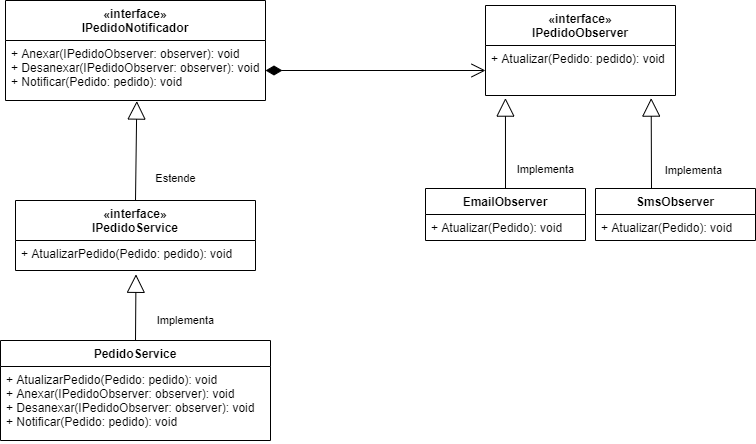 «interface»
IPedidoNotificador
+ Anexar(IPedidoObserver: observer): void
+ Desanexar(IPedidoObserver: observer): void
+ Notificar(Pedido: pedido): void
«interface»
IPedidoObserver
+ Atualizar(Pedido: pedido): void
Estende
Implementa
Implementa
«interface»
IPedidoService
+ AtualizarPedido(Pedido: pedido): void
EmailObserver
+ Atualizar(Pedido): void
SmsObserver
+ Atualizar(Pedido): void
Implementa
PedidoService
+ AtualizarPedido(Pedido: pedido): void
+ Anexar(IPedidoObserver: observer): void
+ Desanexar(IPedidoObserver: observer): void
+ Notificar(Pedido: pedido): void